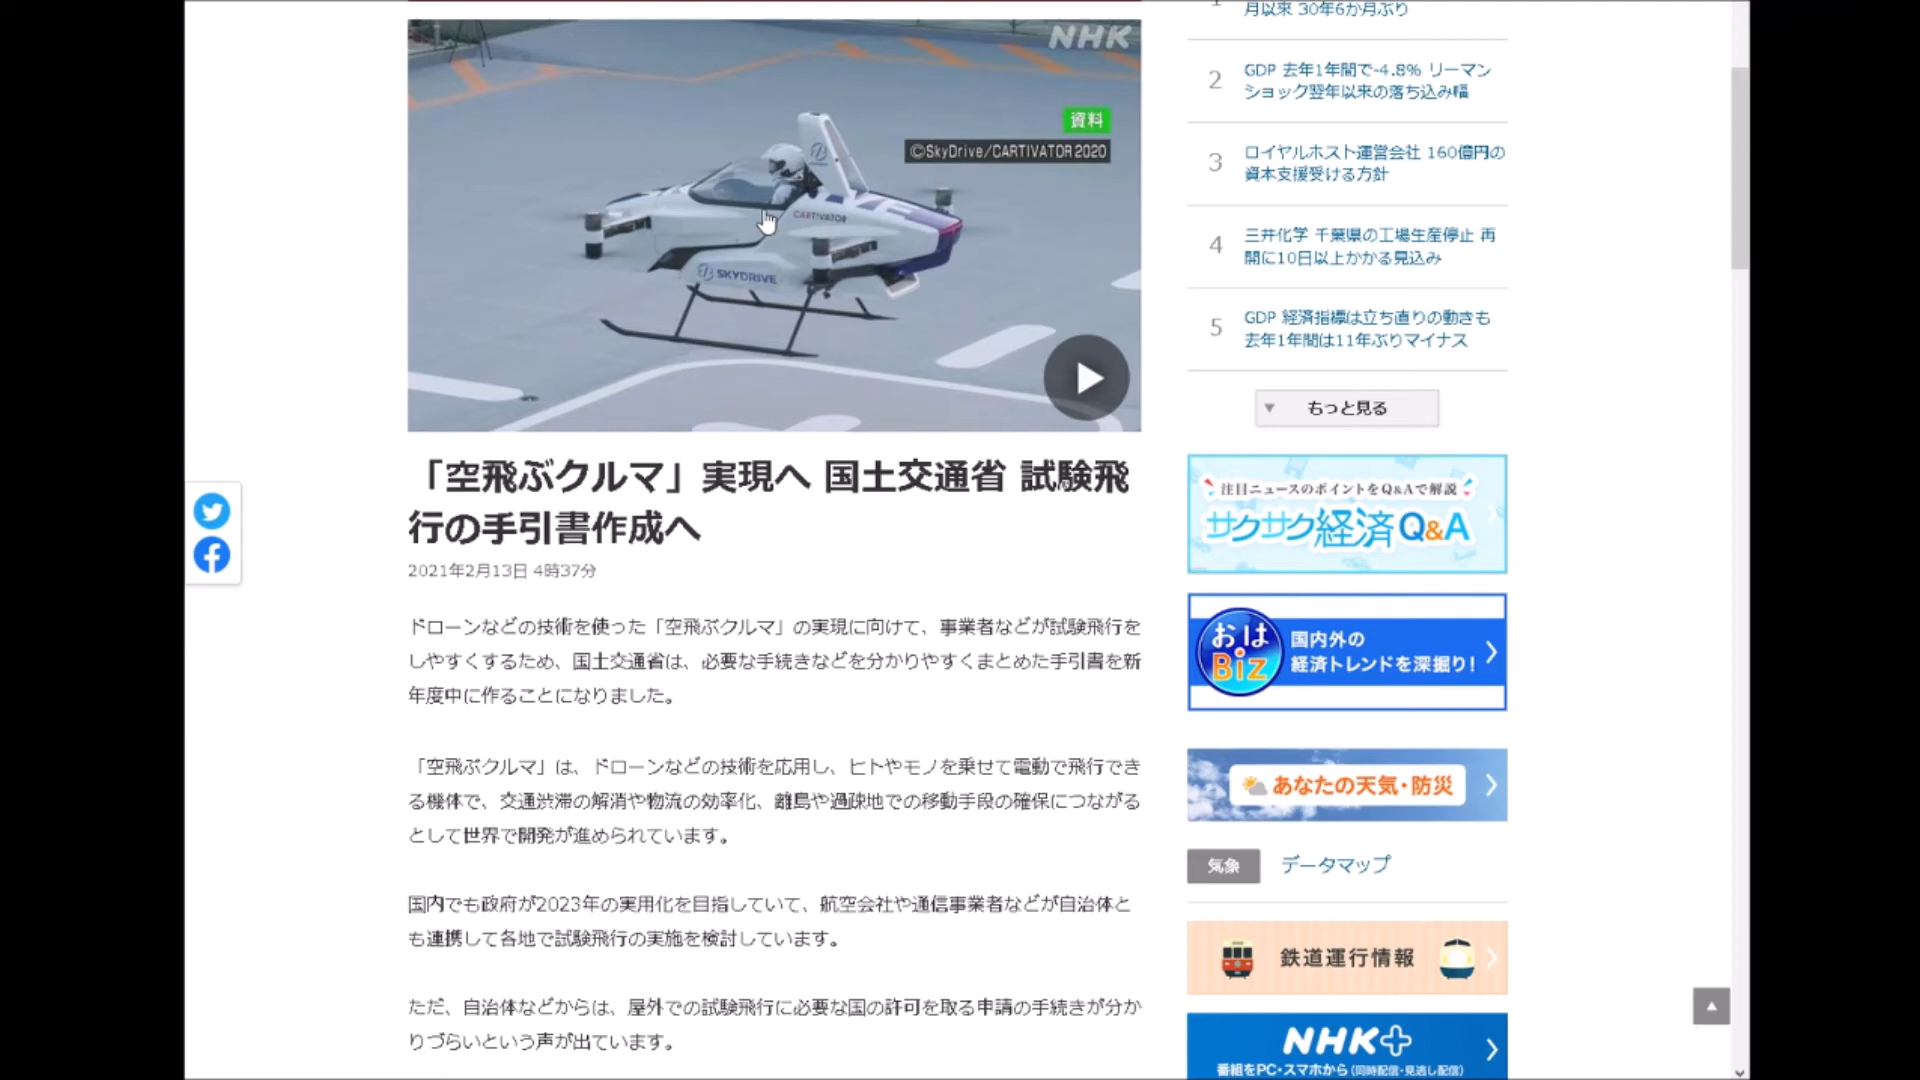 NHK
資料
©SkyDrive/CARTIVATOR2020
CARTIVATOR
SKYDRIVE
「空飛ぶクルマ」実現へ 国土交通省 試験飛
行の手引書作成へ
2021年2月13日 4時37分
ドローンなどの技術を使った「空飛ぶクルマ」の実現に向けて、事業者などが試験飛行を
しやすくするため、国土交通省は、必要な手続きなどを分かりやすくまとめた手引書を新
年度中に作ることになりました。
「空飛ぶクルマ」は、ドローンなどの技術を応用し、ヒトやモノを乗せて電動で飛行でき
る機体で、交通渋滞の解消や物流の効率化、離島や過疎地での移動手段の確保につながる
として世界で開発が進められています。
国内でも政府が2023年の実用化を目指していて、航空会社や通信事業者などが自治体と
も連携して各地で試験飛行の実施を検討しています。
ただ、自治体などからは、屋外での試験飛行に必要な国の許可を取る申請の手続きが分か
りづらいという声が出ています。
月以来 30年6か月ぶり
2
GDP 去年1年間で-4.8% リーマン
ショック翌年以来の落ち込み幅
3
ロイヤルホスト運営会社 160億円の
資本支援受ける方針
4
三井化学 千葉県の工場生産停止 再
開に10日以上かかる見込み
5
GDP 経済指標は立ち直りの動きも
去年1年間は11年ぶりマイナス
もっと見る
注目ニュースのポイントをQ&Aで解説
サクサク経済Q&A
おはBiz
国内外の
経済トレンドを深掘り!
あなたの天気・防災
気象 データマップ
鉄道運行情報
NHK+
番組をPC・スマホから(同時配信・見逃し配信)